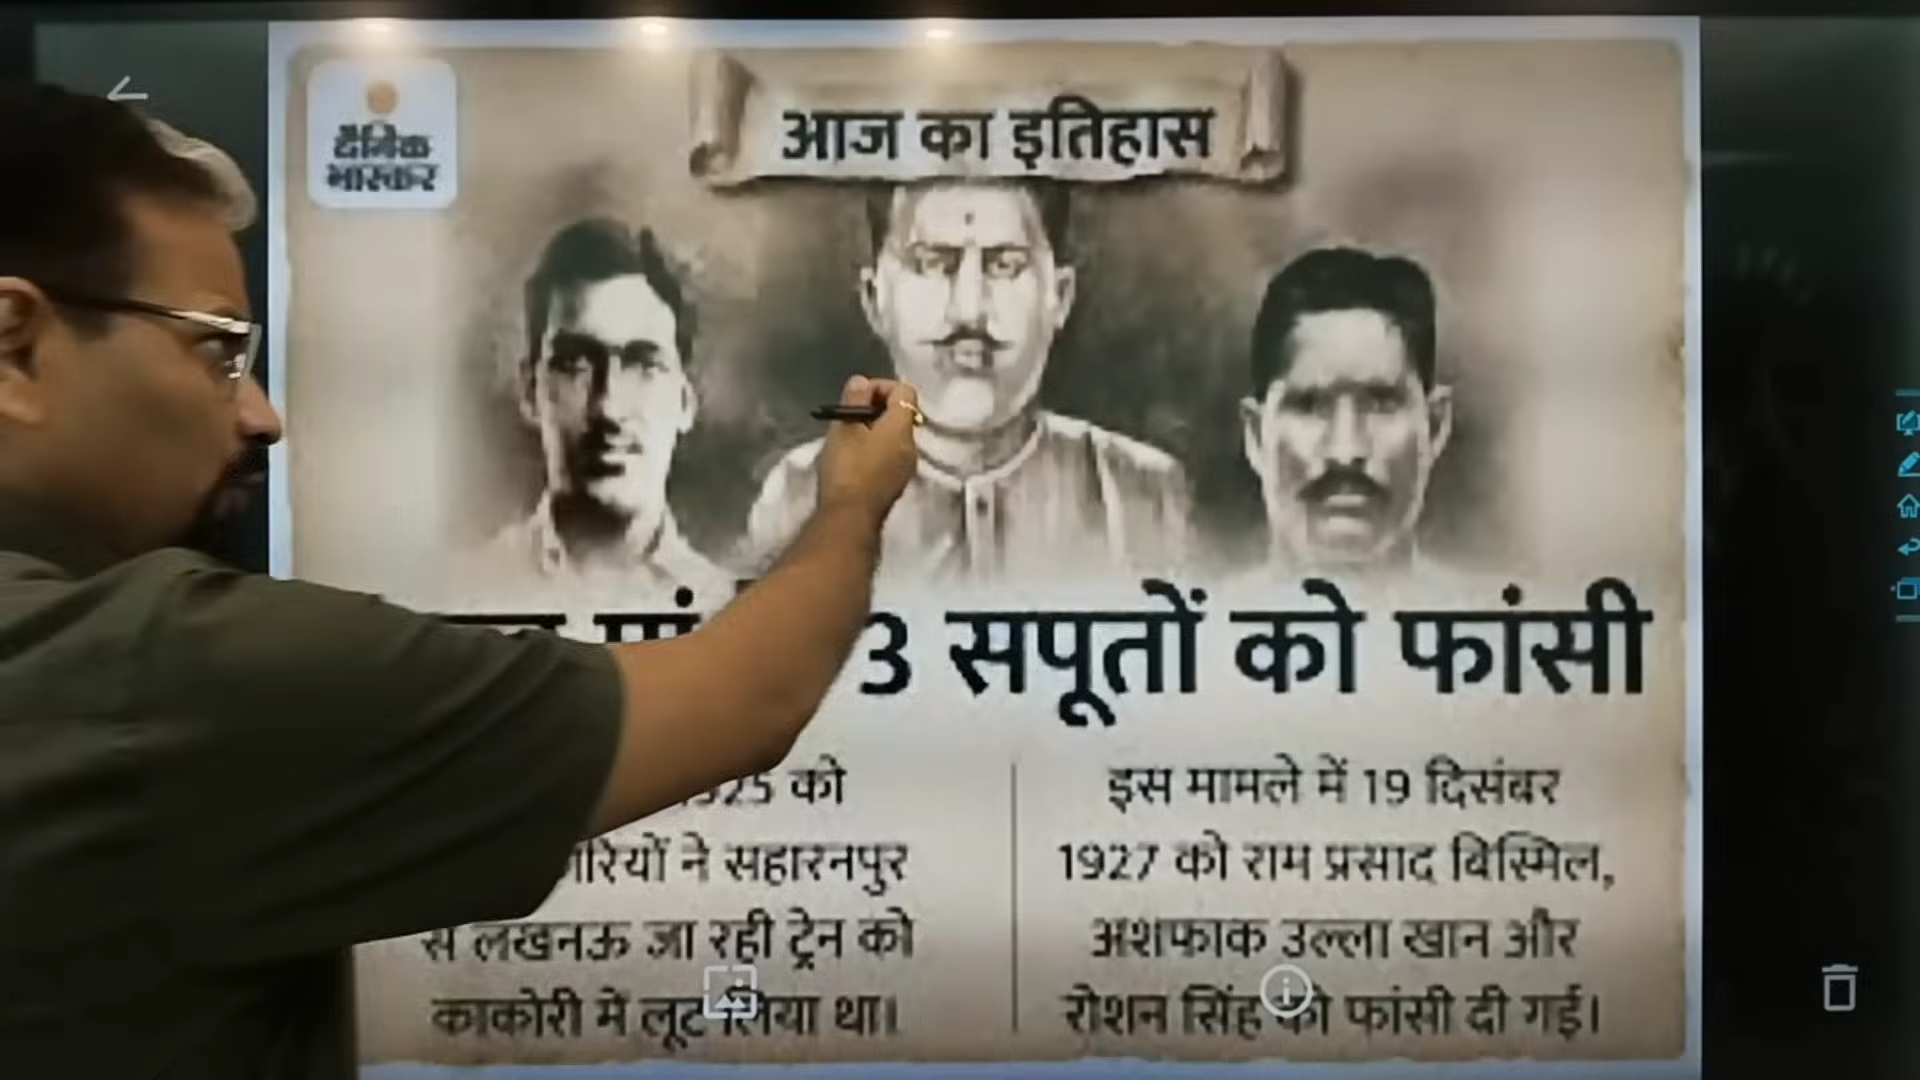 दैनिक
भास्कर
आज का इतिहास
3 सपूतों को फांसी
को
ने सहारनपुर
से लखनऊ जा रही ट्रेन को
काकोरी में लूट लिया था।
इस मामले में 19 दिसंबर
1927 को राम प्रसाद बिस्मिल,
अशफाक उल्ला खान और
रोशन सिंह को फांसी दी गई।